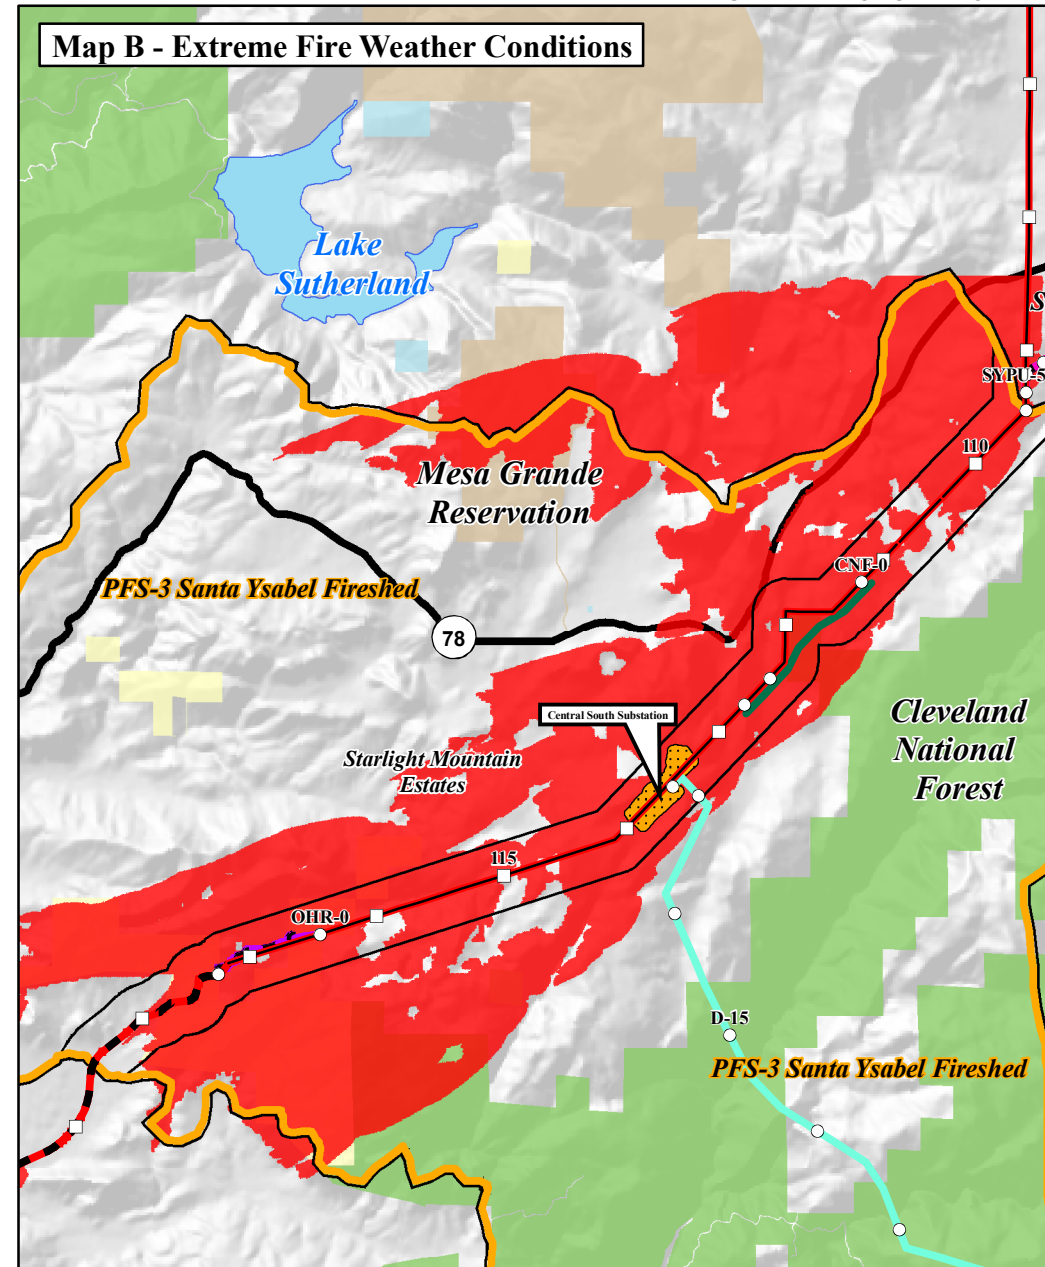 Map B - Extreme Fire Weather Conditions
Lake
Sutherland
S
SYPU-5
110
Mesa Grande
Reservation
CNF-0
PFS-3 Santa Ysabel Fireshed
78
Central South Substation
Cleveland
National
Forest
Starlight Mountain
Estates
115
OHR-0
D-15
PFS-3 Santa Ysabel Fireshed